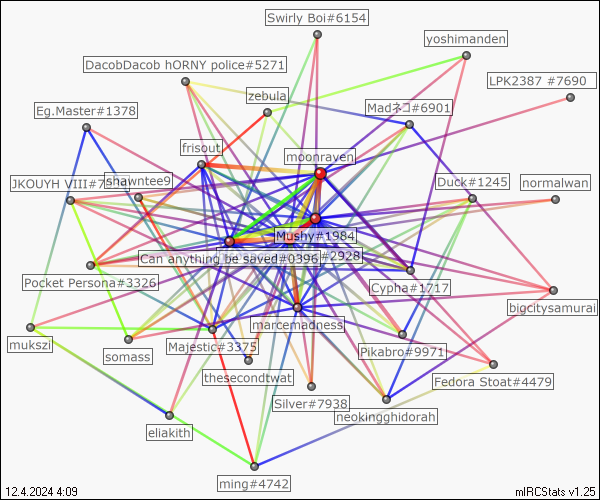 Swirly Boi#6154
yoshimanden
DacobDacob hORNY police#5271
LPK2387 #7690
zebula
Madネコ#6901
Eg.Master#1378
frisout
moonraven
JKOUYH VIII#7
shawntee9
Duck#1245
normalwan
Mushy#1984
#2928
Can anything be saved#0396
Pocket Persona#3326
Cypha#1717
bigcitysamurai
marcemadness
mukszi
Majestic#3375
somass
Pikabro#9971
thesecondtwat
Fedora Stoat#4479
Silver#7938
neokingghidorah
eliakith
ming#4742
12.4.2024 4:09
mIRCStats v1.25